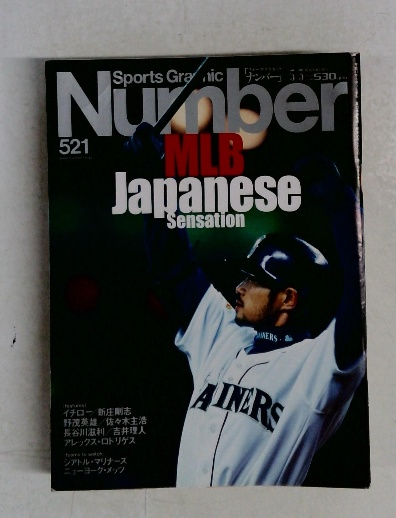 Sports Graphic
Number
「ナンバー」
530
521
MLB
Japanese
Sensation
AINERS
AINERS
イチロー／新庄剛志
野茂英雄／佐々木主浩
長谷川滋利／吉井理人
アレックス・ロドリゲス
シアトル・マリナーズ
ニューヨーク・メッツ